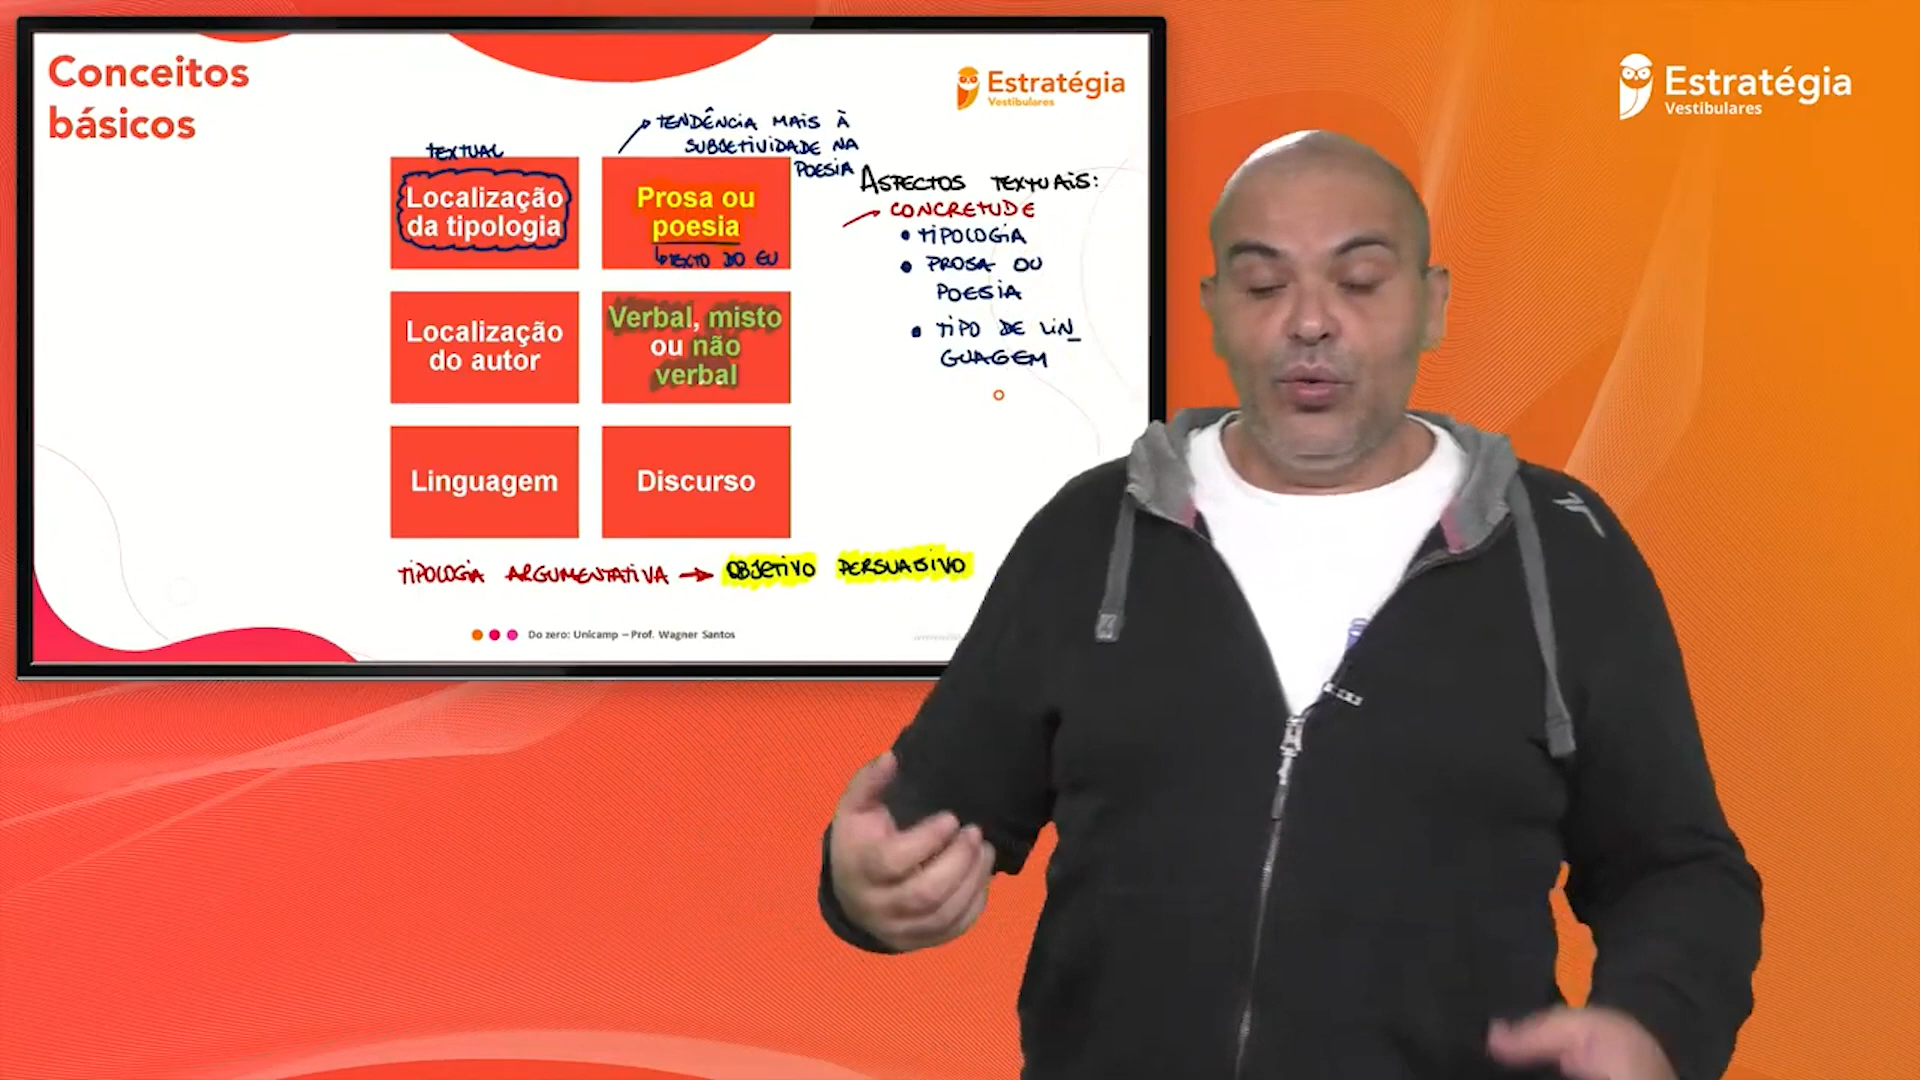 Conceitos
básicos
Estratégia
Vestibulares
Estratégia
Vestibulares
TENDÊNCIA MAIS À
SUBJETIVIDADE NA
POESIA
TEXTUAL
Localização
da tipologia
Prosa ou
poesia
TEXTO DO EU
Localização
do autor
Verbal, misto
ou não
verbal
Linguagem
Discurso
ASPECTOS TEXTUAIS:
CONCRETUDE
• TIPOLOGIA
• PROSA OU
POESIA
• TIPO DE LIN_
GUAGEM
TIPOLOGIA ARGUMENTATIVA → OBJETIVO PERSUASIVO
Do zero: Unicamp – Prof. Wagner Santos